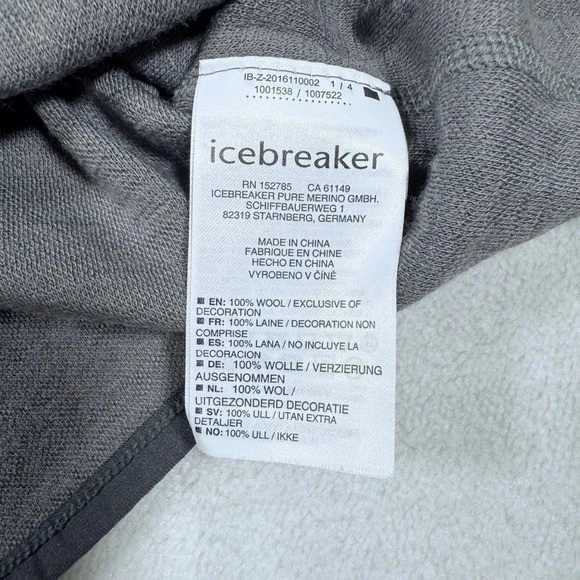 IB-Z-2016110002 1 / 4
1001538 / 1007522
icebreaker
RN 152785 CA 61149
ICEBREAKER PURE MERINO GMBH.
SCHIFFBAUERWEG 1
82319 STARNBERG, GERMANY
MADE IN CHINA
FABRIQUE EN CHINE
HECHO EN CHINA
VYROBENO V ČÍNĚ
EN: 100% WOOL / EXCLUSIVE OF
DECORATION
FR: 100% LAINE / DECORATION NON
COMPRISE
ES: 100% LANA / NO INCLUYE LA
DECORACION
DE: 100% WOLLE / VERZIERUNG
AUSGENOMMEN
NL: 100% WOL /
UITGEZONDERD DECORATIE
SV: 100% ULL / UTAN EXTRA
DETALJER
NO: 100% ULL / IKKE